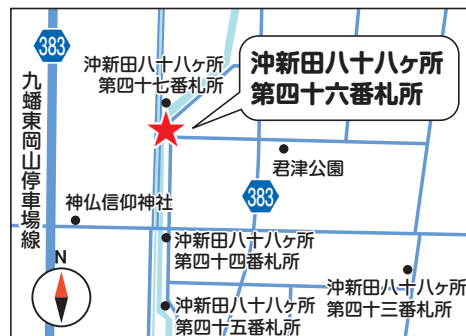 383
沖新田八十八ヶ所
第四十七番札所
沖新田八十八ヶ所
第四十六番札所
九蟠東岡山停車場線
君津公園
383
神仏信仰神社
沖新田八十八ヶ所
第四十四番札所
N
沖新田八十八ヶ所
第四十三番札所
沖新田八十八ヶ所
第四十五番札所